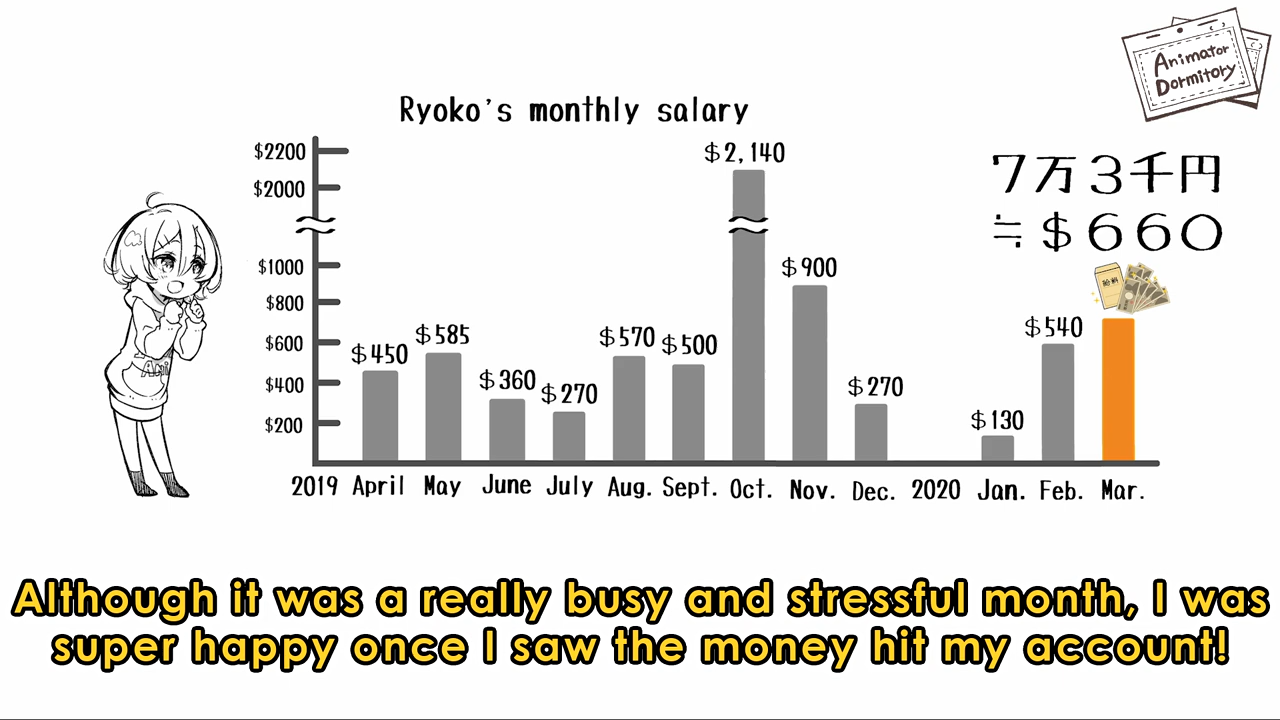 Animator
Dormitory
Ryoko's monthly salary
$2200
$2000
$1000
$800
$600
$400
$200
$450
$585
$360
$270
$570
$500
$2,140
$900
$270
$130
$540
7万3千円
≒$660
給料
2019 April May June July Aug. Sept. Oct. Nov. Dec. 2020 Jan. Feb. Mar.
Although it was a really busy and stressful month, I was
super happy once I saw the money hit my account!